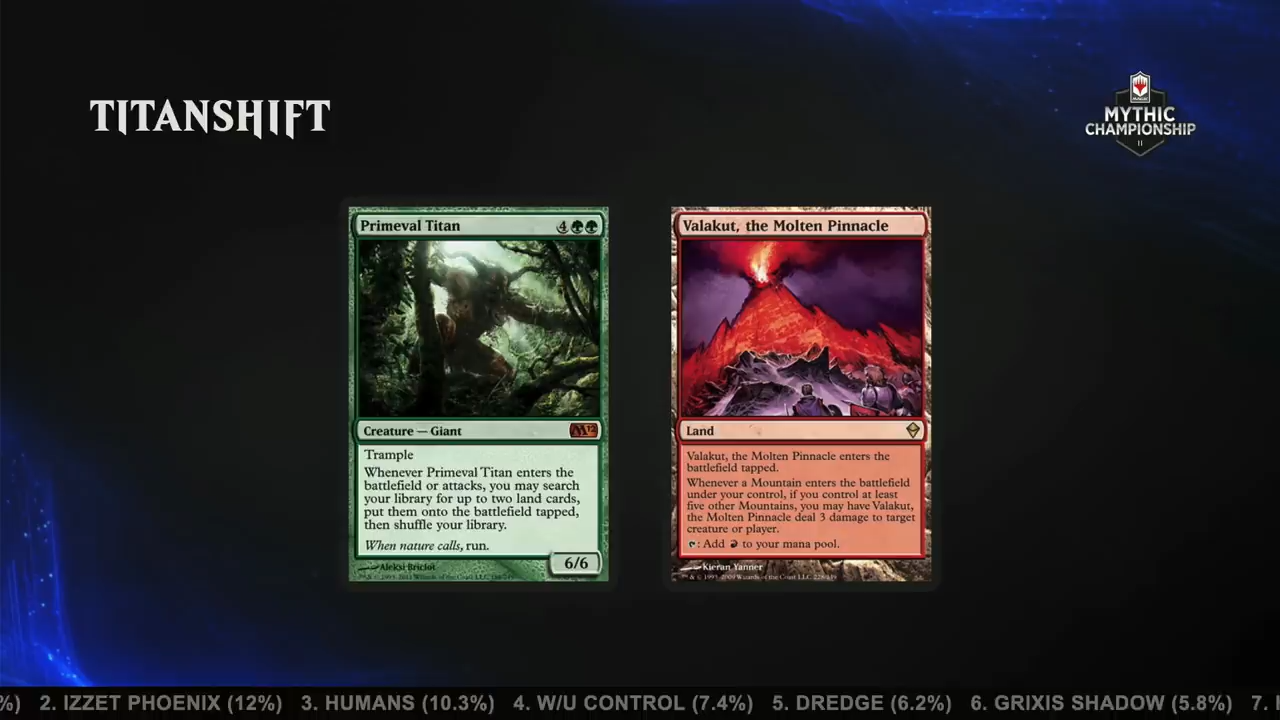 TITANSHIFT
MYTHIC
CHAMPIONSHIP
II
Primeval Titan 4
Creature — Giant
Trample
Whenever Primeval Titan enters the
battlefield or attacks, you may search
your library for up to two land cards,
put them onto the battlefield tapped,
then shuffle your library.
When nature calls, run.
6/6
Aleksi Briclot
Valakut, the Molten Pinnacle
Land
Valakut, the Molten Pinnacle enters the
battlefield tapped.
Whenever a Mountain enters the battlefield
under your control, if you control at least
five other Mountains, you may have Valakut,
the Molten Pinnacle deal 3 damage to target
creature or player.
: Add to your mana pool.
Kieran Yanner
%) 2. IZZET PHOENIX (12%) 3. HUMANS (10.3%) 4. W/U CONTROL (7.4%) 5. DREDGE (6.2%) 6. GRIXIS SHADOW (5.8%) 7.